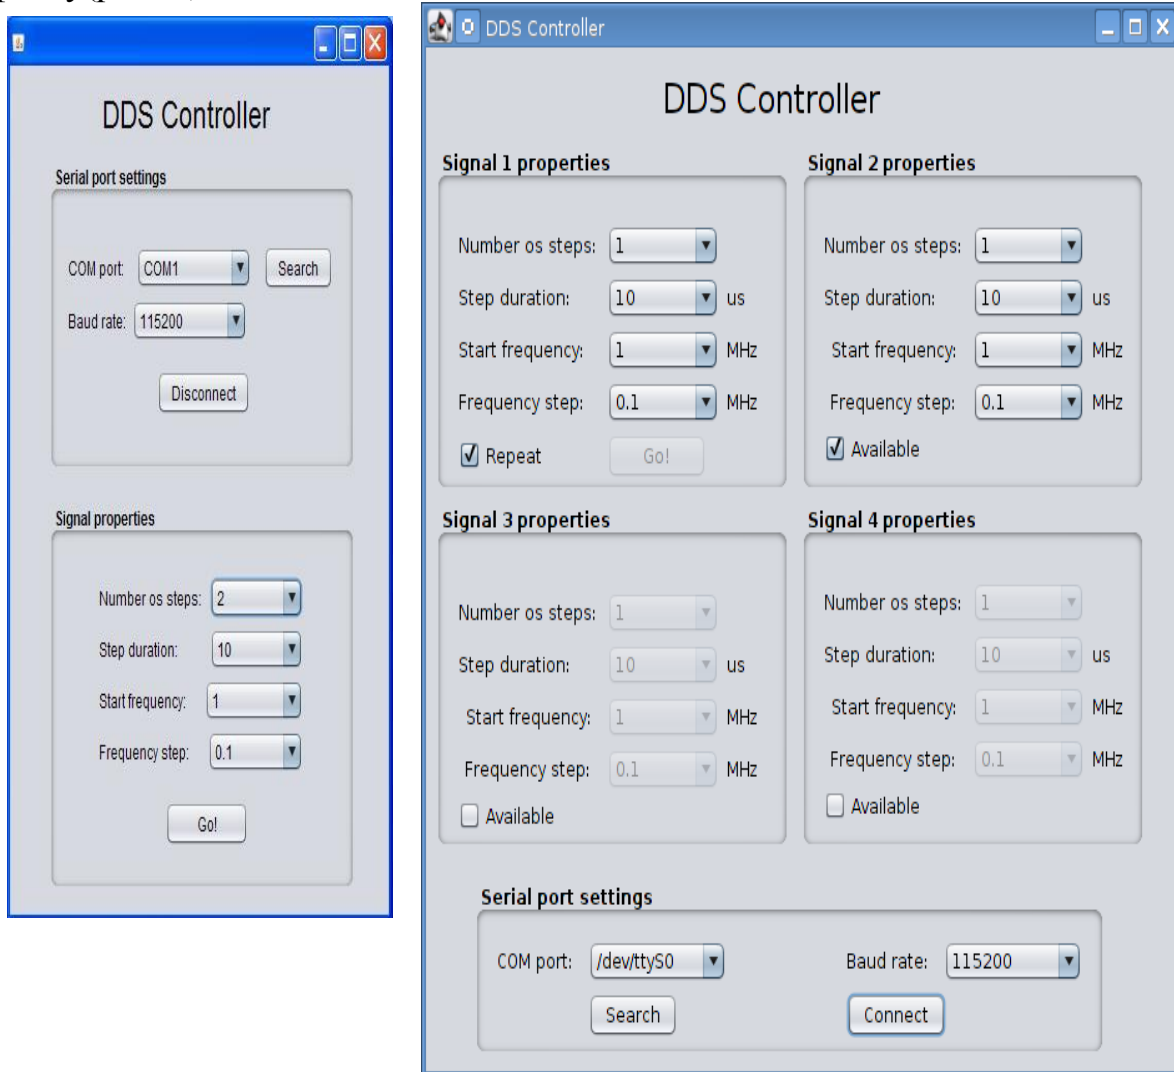 DDS Controller
Serial port settings
COM port: COM1 Search
Baud rate: 115200
Disconnect
Signal properties
Number os steps: 2
Step duration: 10
Start frequency: 1
Frequency step: 0.1
Go!
DDS Controller
DDS Controller
Signal 1 properties
Number os steps: 1
Step duration: 10 us
Start frequency: 1 MHz
Frequency step: 0.1 MHz
Repeat Go!
Signal 2 properties
Number os steps: 1
Step duration: 10 us
Start frequency: 1 MHz
Frequency step: 0.1 MHz
Available
Signal 3 properties
Number os steps: 1
Step duration: 10 us
Start frequency: 1 MHz
Frequency step: 0.1 MHz
Available
Signal 4 properties
Number os steps: 1
Step duration: 10 us
Start frequency: 1 MHz
Frequency step: 0.1 MHz
Available
Serial port settings
COM port: /dev/ttyS0 Baud rate: 115200
Search Connect